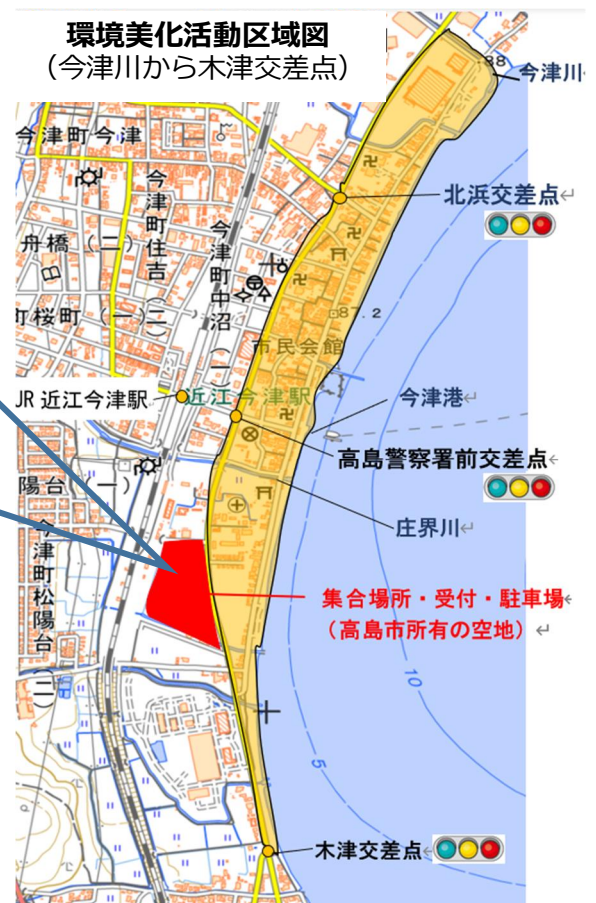 環境美化活動区域図
（今津川から木津交差点）
88
今津川
今津町今津
今津町住吉（二）
北浜交差点
舟橋（二）
今津町中沼（一）
町桜町（一）
87.2
市民会館
JR 近江今津駅
近江今津駅
今津港
高島警察署前交差点
陽台（一）
庄界川
今津町松陽台（二）
集合場所・受付・駐車場
（高島市所有の空地）
10
5
木津交差点